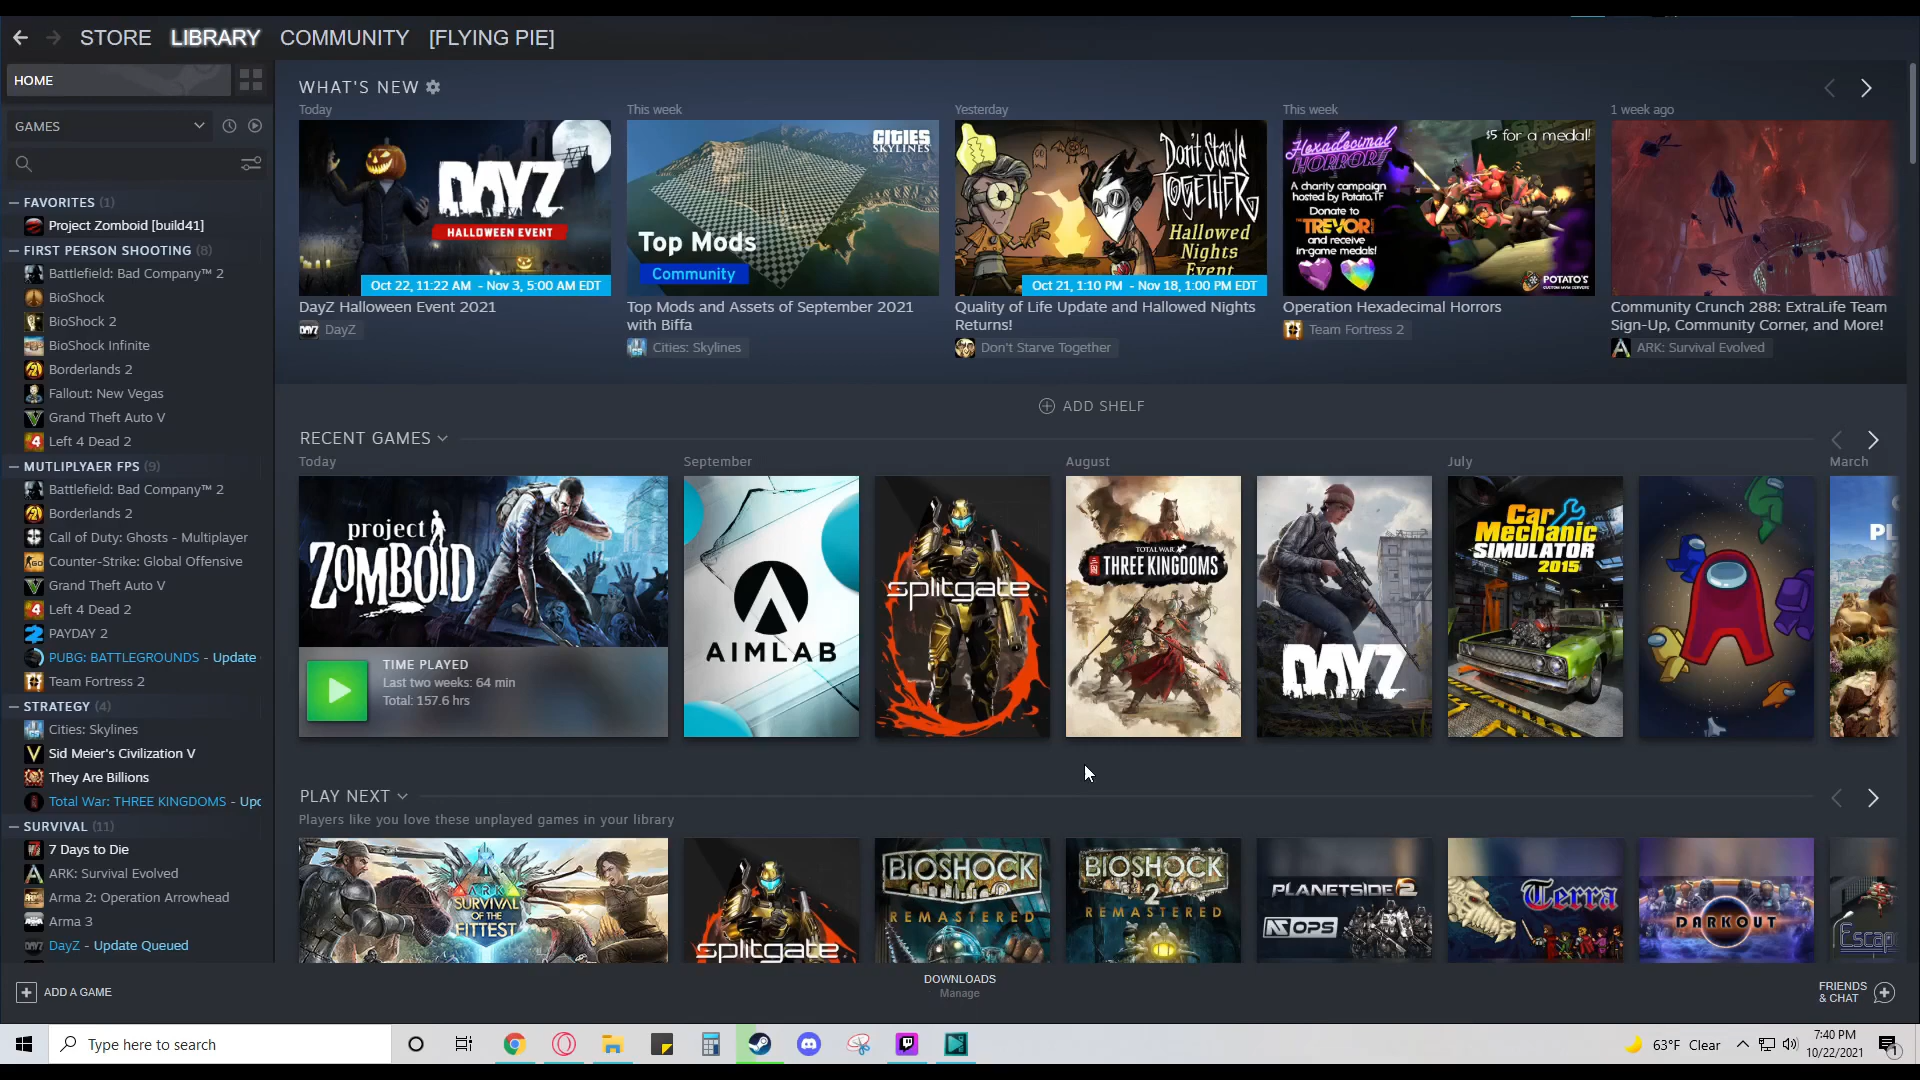 STORE LIBRARY COMMUNITY [FLYING PIE]
HOME
GAMES
FAVORITES (1)
Project Zomboid [build41]
FIRST PERSON SHOOTING (8)
Battlefield: Bad Company™ 2
BioShock
BioShock 2
BioShock Infinite
Borderlands 2
Fallout: New Vegas
Grand Theft Auto V
Left 4 Dead 2
MUTLIPLYAER FPS (9)
Battlefield: Bad Company™ 2
Borderlands 2
Call of Duty: Ghosts - Multiplayer
Counter-Strike: Global Offensive
Grand Theft Auto V
Left 4 Dead 2
PAYDAY 2
PUBG: BATTLEGROUNDS - Update
Team Fortress 2
STRATEGY (4)
Cities: Skylines
Sid Meier's Civilization V
They Are Billions
Total War: THREE KINGDOMS - Upd
SURVIVAL (11)
7 Days to Die
ARK: Survival Evolved
Arma 2: Operation Arrowhead
Arma 3
DayZ - Update Queued
ADD A GAME
WHAT'S NEW
Today
DAYZ
HALLOWEEN EVENT
Oct 22, 11:22 AM - Nov 3, 5:00 AM EDT
DayZ Halloween Event 2021
DayZ
This week
CITIES
SKYLINES
Top Mods
Community
Top Mods and Assets of September 2021
with Biffa
Cities: Skylines
Yesterday
Don't Starve
TOGETHER
Hallowed
Nights
Event
Oct 21, 1:10 PM - Nov 18, 1:00 PM EDT
Quality of Life Update and Hallowed Nights
Returns!
Don't Starve Together
This week
Hexadecimal
HORRORS
$5 for a medal!
A charity campaign
hosted by Potato.TF
Donate to
THE TREVOR
and receive
in-game medals!
POTATO'S
CUSTOM MVM SERVERS
Operation Hexadecimal Horrors
Team Fortress 2
1 week ago
Community Crunch 288: ExtraLife Team
Sign-Up, Community Corner, and More!
ARK: Survival Evolved
ADD SHELF
RECENT GAMES
Today
project
ZOMBOID
TIME PLAYED
Last two weeks: 64 min
Total: 157.6 hrs
September
AIMLAB
splitgate
August
TOTAL WAR
THREE KINGDOMS
DAYZ
July
Car
Mechanic
SIMULATOR
2015
March
PL
PLAY NEXT
Players like you love these unplayed games in your library
ARK
SURVIVAL
OF THE
FITTEST
splitgate
BIOSHOCK
REMASTERED
BIOSHOCK
2
REMASTERED
PLANETSIDE 2
NS OPS
Terra
DARKOUT
Escap
DOWNLOADS
Manage
FRIENDS
& CHAT
Type here to search
63°F Clear
7:40 PM
10/22/2021
1